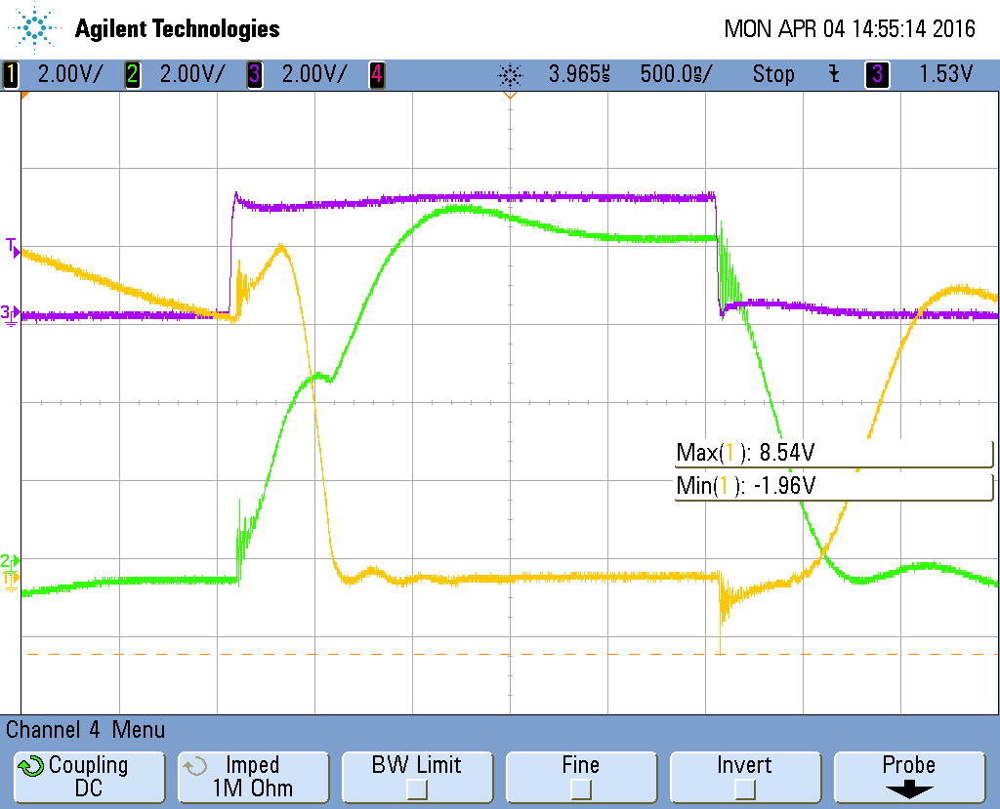 Agilent Technologies
MON APR 04 14:55:14 2016
1 2.00V/ 2 2.00V/ 3 2.00V/ 4 3.965µs 500.0ns/ Stop 3 1.53V
T
3
2
1
Max(1): 8.54V
Min(1): -1.96V
Channel 4 Menu
Coupling
DC
Imped
1M Ohm
BW Limit
Fine
Invert
Probe